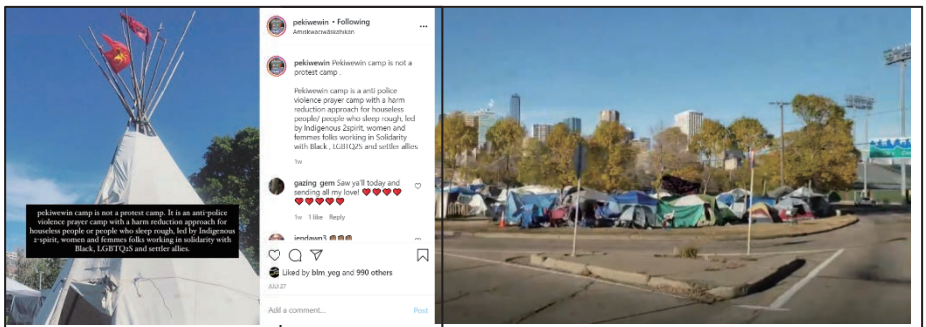 pekiwewin • Following
Amiskwacîwâskahikan
pekiwewin Pekiwewin camp is not a
protest camp .
Pekiwewin camp is a anti police
violence prayer camp with a harm
reduction approach for houseless
people/ people who sleep rough, led
by Indigenous 2spirit, women and
femmes folks working in Solidarity
with Black , LGBTQ2S and settler allies
1w
gazing_gem Saw ya'll today and
sending all my love! ❤️❤️❤️❤️
❤️❤️❤️❤️❤️
1w 1 like Reply
Liked by blm_yeg and 990 others
JULY 27
Add a comment...
Post
pekiwewin camp is not a protest camp. It is an anti-police
violence prayer camp with a harm reduction approach for
houseless people or people who sleep rough, led by Indigenous
2-spirit, women and femmes folks working in solidarity with
Black, LGBTQ2S and settler allies.